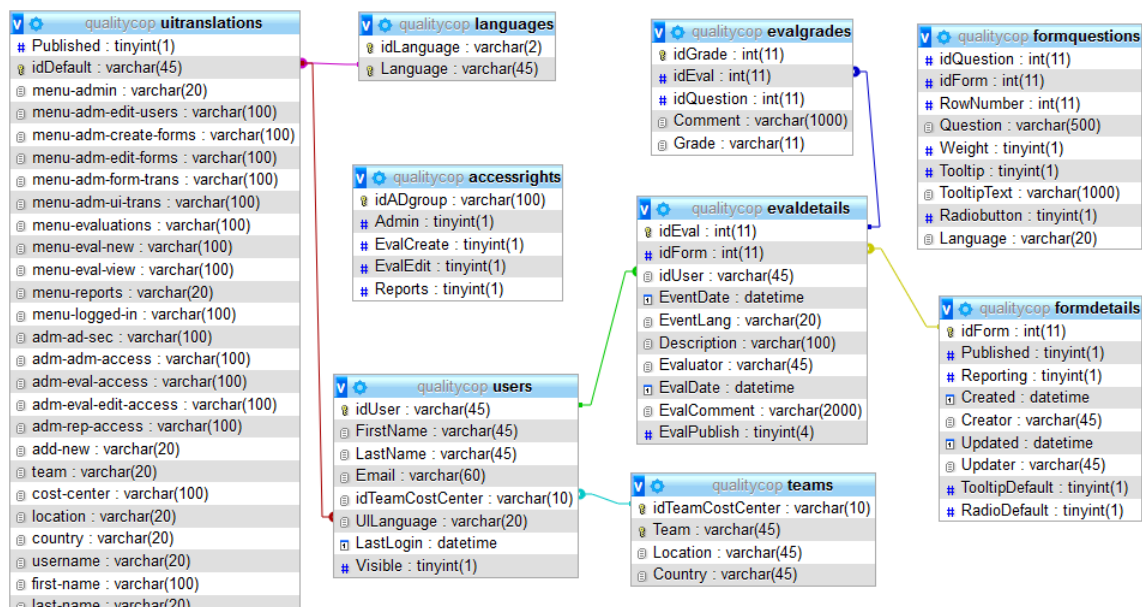 qualitycop uitranslations
Published : tinyint(1)
idDefault : varchar(45)
menu-admin : varchar(20)
menu-adm-edit-users : varchar(100)
menu-adm-create-forms : varchar(100)
menu-adm-edit-forms : varchar(100)
menu-adm-form-trans : varchar(100)
menu-adm-ui-trans : varchar(100)
menu-evaluations : varchar(100)
menu-eval-new : varchar(100)
menu-eval-view : varchar(100)
menu-reports : varchar(20)
menu-logged-in : varchar(100)
adm-ad-sec : varchar(100)
adm-adm-access : varchar(100)
adm-eval-access : varchar(100)
adm-eval-edit-access : varchar(100)
adm-rep-access : varchar(100)
add-new : varchar(20)
team : varchar(20)
cost-center : varchar(100)
location : varchar(20)
country : varchar(20)
username : varchar(20)
first-name : varchar(100)
last-name : varchar(20)
qualitycop languages
idLanguage : varchar(2)
Language : varchar(45)
qualitycop accessrights
idADgroup : varchar(100)
Admin : tinyint(1)
EvalCreate : tinyint(1)
EvalEdit : tinyint(1)
Reports : tinyint(1)
qualitycop users
idUser : varchar(45)
FirstName : varchar(45)
LastName : varchar(45)
Email : varchar(60)
idTeamCostCenter : varchar(10)
UILanguage : varchar(20)
LastLogin : datetime
Visible : tinyint(1)
qualitycop evalgrades
idGrade : int(11)
idEval : int(11)
idQuestion : int(11)
Comment : varchar(1000)
Grade : varchar(11)
qualitycop evaldetails
idEval : int(11)
idForm : int(11)
idUser : varchar(45)
EventDate : datetime
EventLang : varchar(20)
Description : varchar(100)
Evaluator : varchar(45)
EvalDate : datetime
EvalComment : varchar(2000)
EvalPublish : tinyint(4)
qualitycop teams
idTeamCostCenter : varchar(10)
Team : varchar(45)
Location : varchar(45)
Country : varchar(45)
qualitycop formquestions
idQuestion : int(11)
idForm : int(11)
RowNumber : int(11)
Question : varchar(500)
Weight : tinyint(1)
Tooltip : tinyint(1)
TooltipText : varchar(1000)
Radiobutton : tinyint(1)
Language : varchar(20)
qualitycop formdetails
idForm : int(11)
Published : tinyint(1)
Reporting : tinyint(1)
Created : datetime
Creator : varchar(45)
Updated : datetime
Updater : varchar(45)
TooltipDefault : tinyint(1)
RadioDefault : tinyint(1)